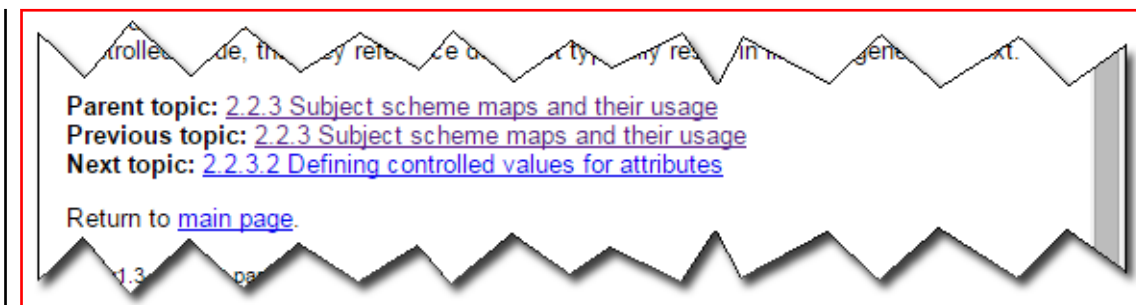 Parent topic: 2.2.3 Subject scheme maps and their usage
Previous topic: 2.2.3 Subject scheme maps and their usage
Next topic: 2.2.3.2 Defining controlled values for attributes
Return to main page.